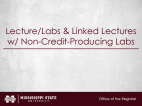 Lecture/Labs & Linked Lectures
w/ Non-Credit-Producing Labs
MISSISSIPPI STATE
UNIVERSITY
Office of the Registrar